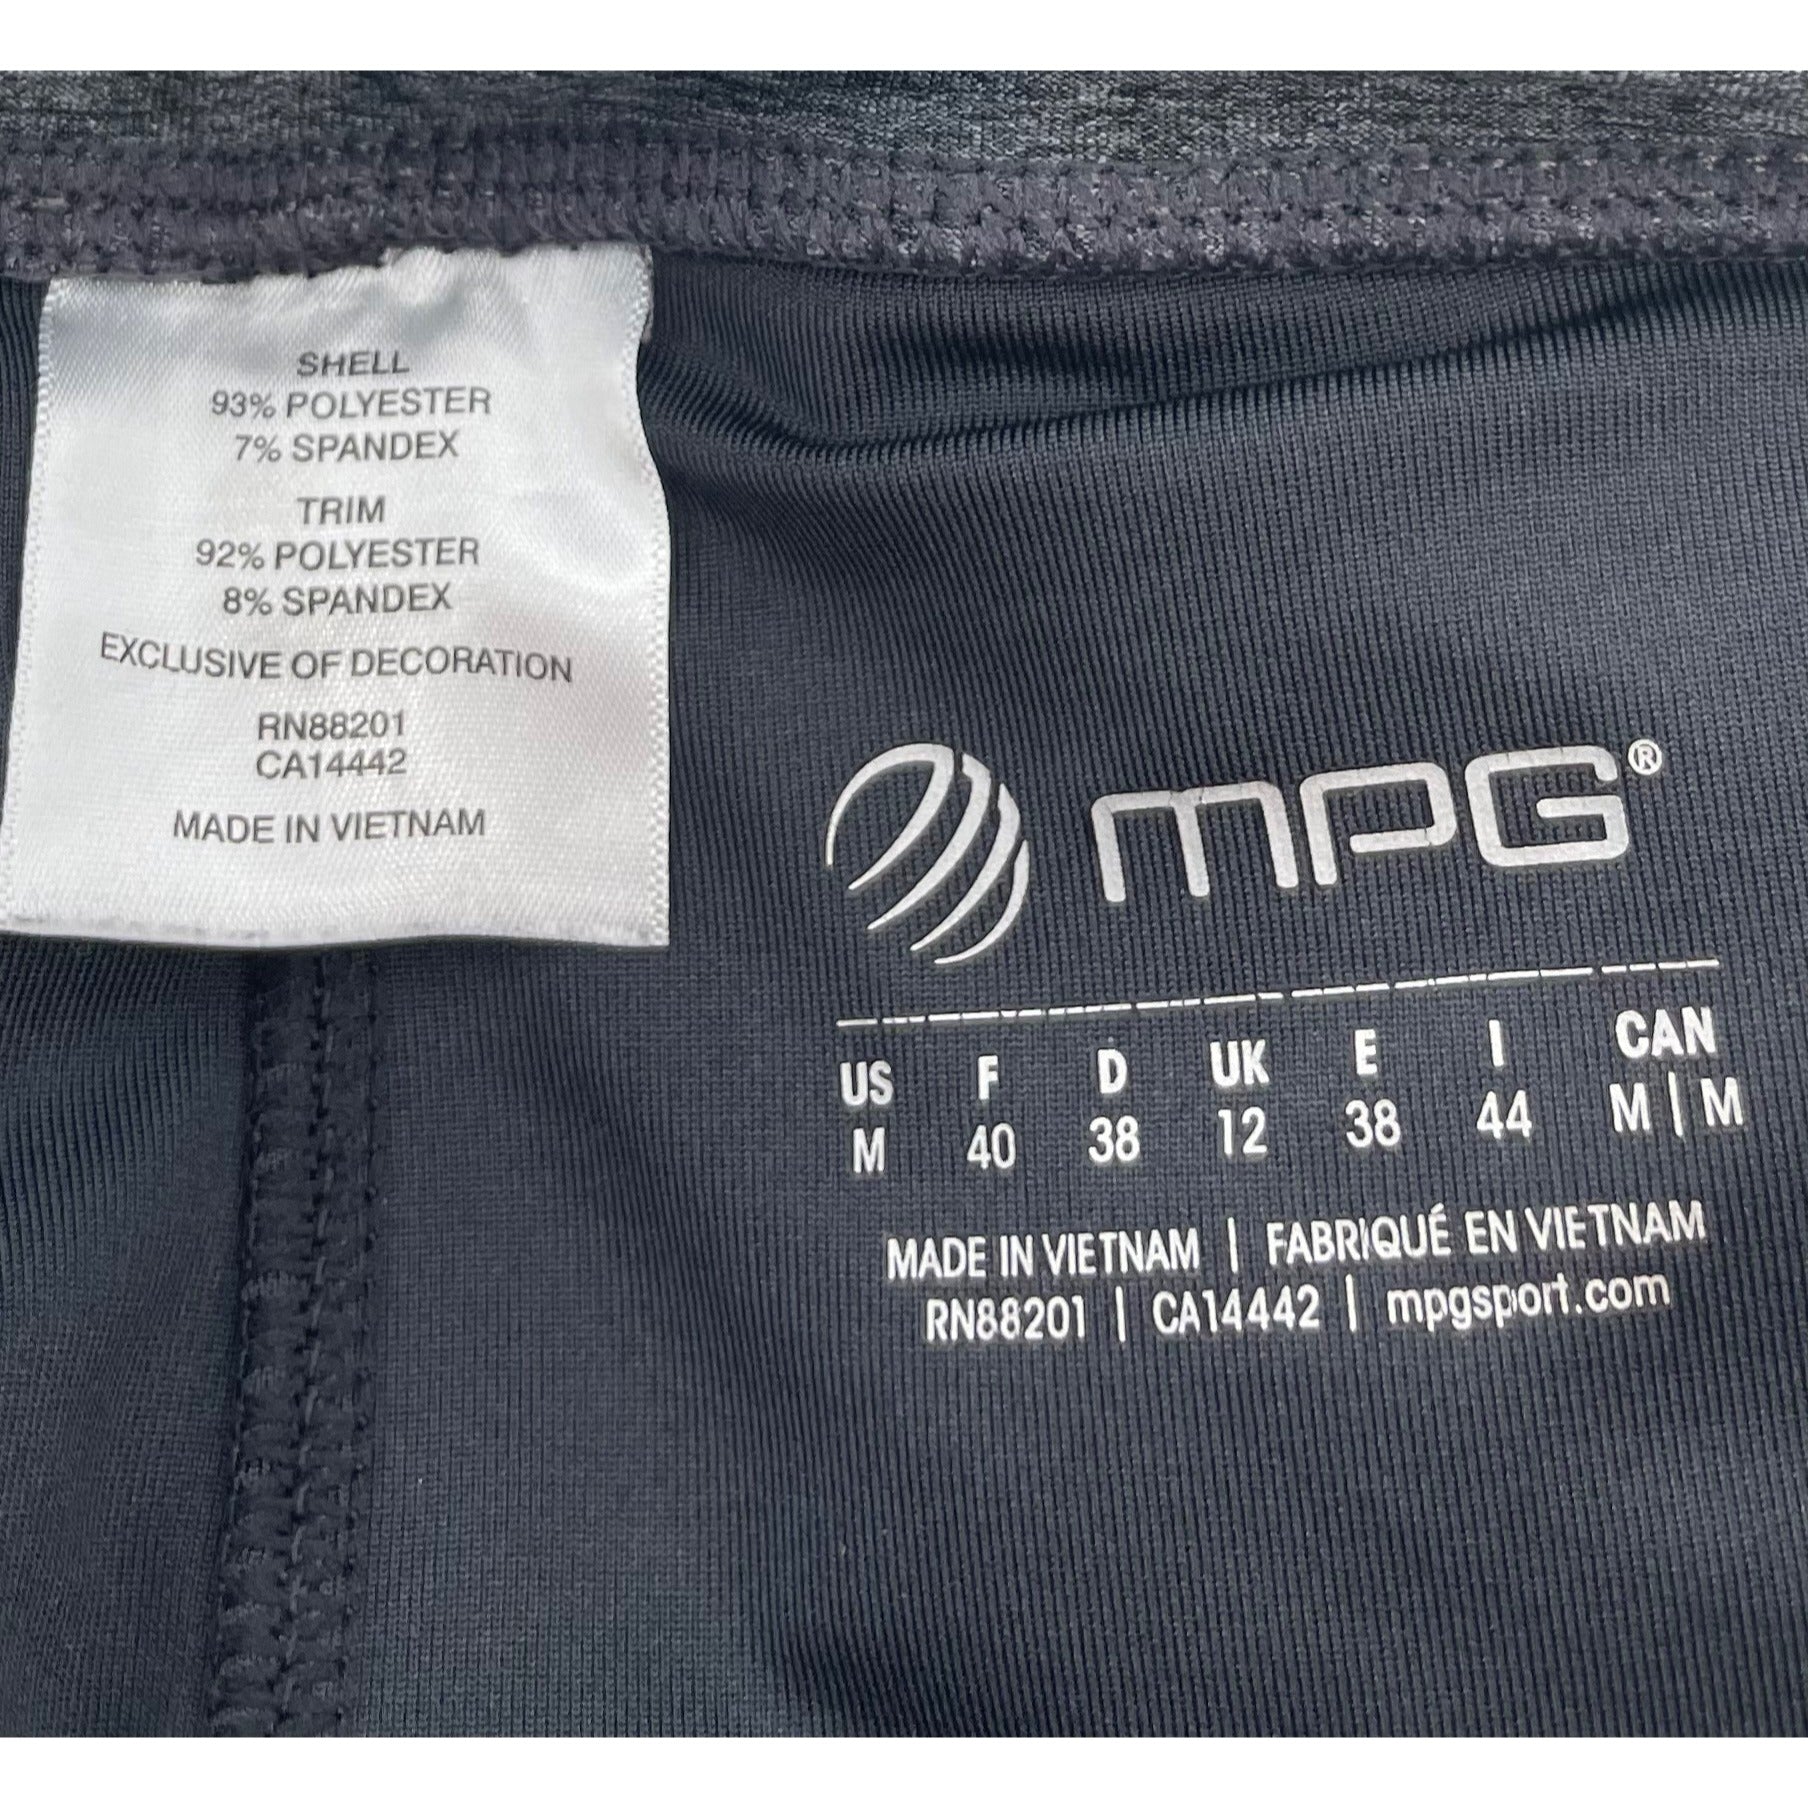 SHELL
93% POLYESTER
7% SPANDEX
TRIM
92% POLYESTER
8% SPANDEX
EXCLUSIVE OF DECORATION
RN88201
CA14442
MADE IN VIETNAM
MPG®
US F D UK E I CAN
M 40 38 12 38 44 M | M
MADE IN VIETNAM | FABRIQUÉ EN VIETNAM
RN88201 | CA14442 | mpgsport.com